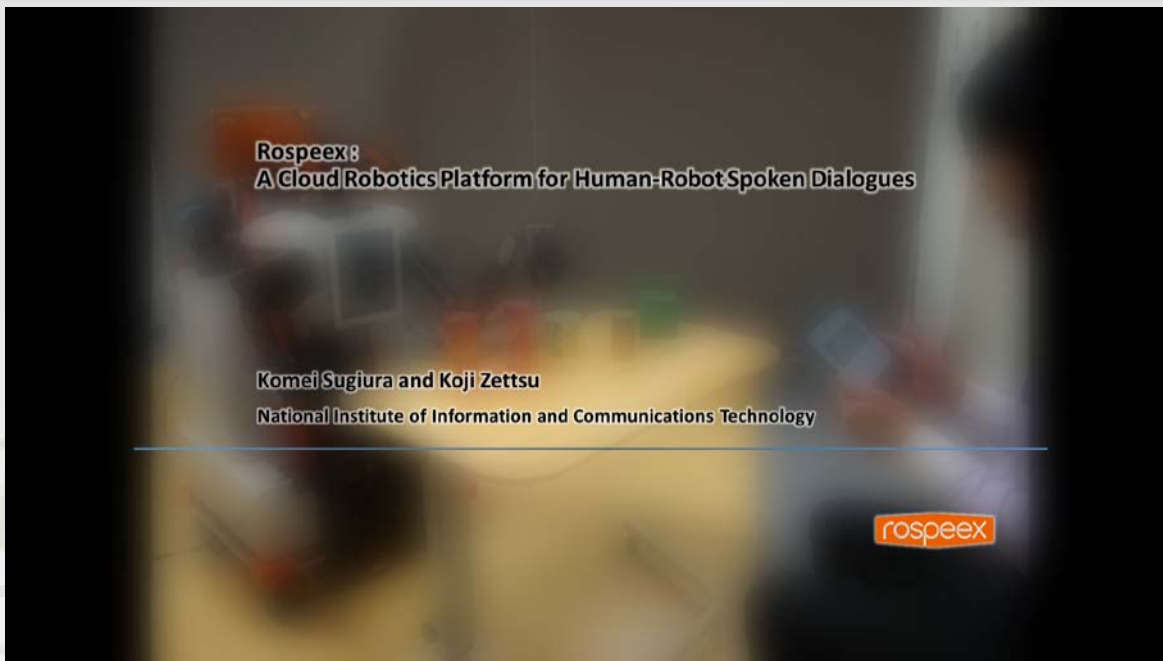 Rospeex :
A Cloud Robotics Platform for Human-Robot Spoken Dialogues
Komei Sugiura and Koji Zettsu
National Institute of Information and Communications Technology
rospeex